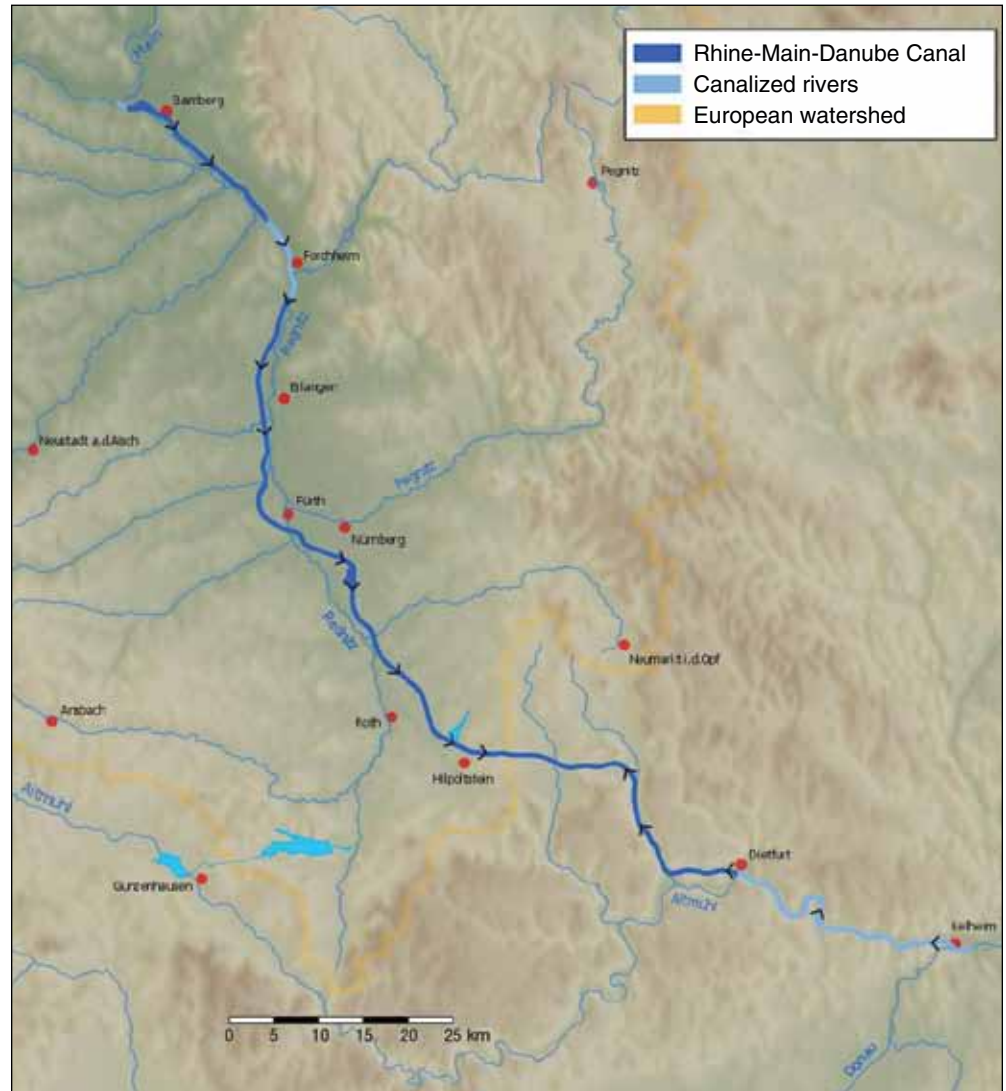 Rhine-Main-Danube Canal
Canalized rivers
European watershed
Main
Bamberg
Pegnitz
Forchheim
Regnitz
Erlangen
Neustadt a.d.Aisch
Pegnitz
Fürth
Nürnberg
Rednitz
Neumarkt i.d.Opf
Ansbach
Roth
Hilpoltstein
Altmühl
Dietfurt
Gunzenhausen
Altmühl
Kelheim
0 5 10 15 20 25 km
Donau